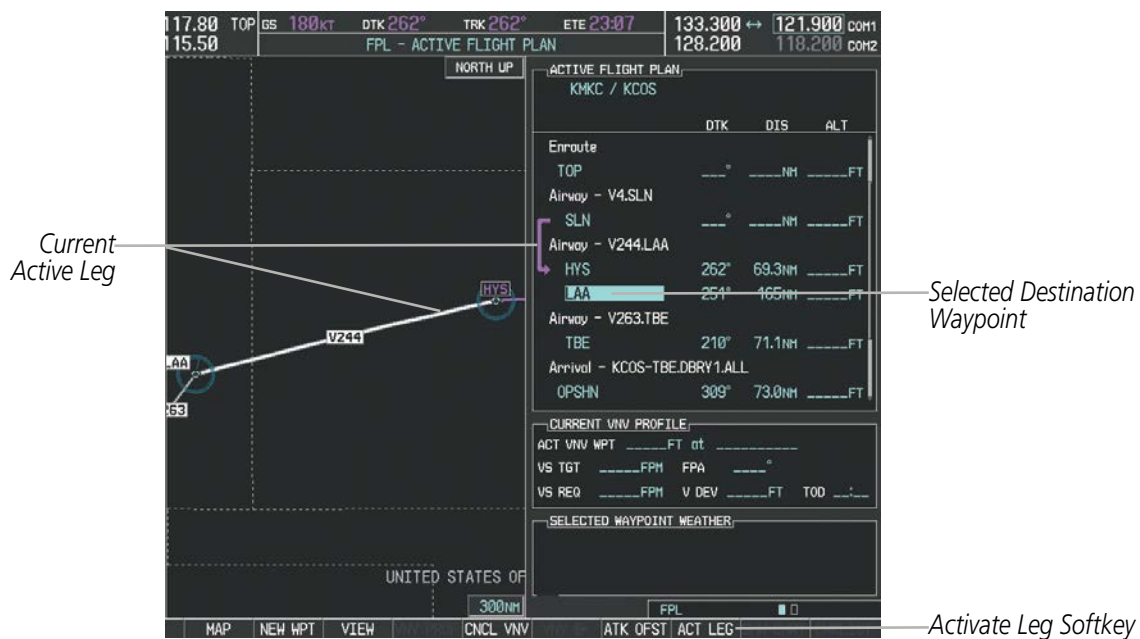 117.80 TOP GS 180KT DTK 262° TRK 262° ETE 23:07 133.300 ↔ 121.900 COM1
115.50 FPL - ACTIVE FLIGHT PLAN 128.200 118.200 COM2
NORTH UP
ACTIVE FLIGHT PLAN
KMKC / KCOS
DTK DIS ALT
Enroute
TOP ___° ____NM _____FT
Airway - V4.SLN
SLN ___° ____NM _____FT
Airway - V244.LAA
HYS 262° 69.3NM _____FT
LAA 251° 165NM _____FT
Airway - V263.TBE
TBE 210° 71.1NM _____FT
Arrival - KCOS-TBE.DBRY1.ALL
OPSHN 309° 73.0NM _____FT
CURRENT VNV PROFILE
ACT VNV WPT _____FT at __________
VS TGT _____FPM FPA ____°
VS REQ _____FPM V DEV _____FT TOD __:__
SELECTED WAYPOINT WEATHER
HYS
V244
LAA
263
UNITED STATES OF
300NM
FPL
MAP NEW WPT VIEW CNCL VNV ATK OFST ACT LEG
Current
Active Leg
Selected Destination
Waypoint
Activate Leg Softkey